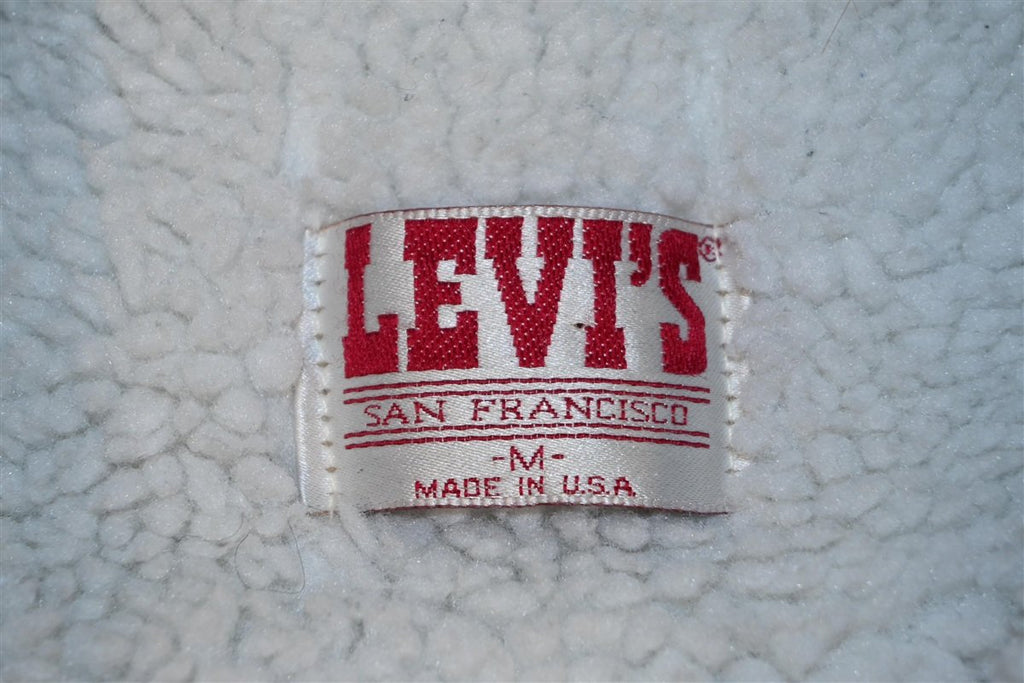 LEVI'S®
SAN FRANCISCO
-M-
MADE IN U.S.A